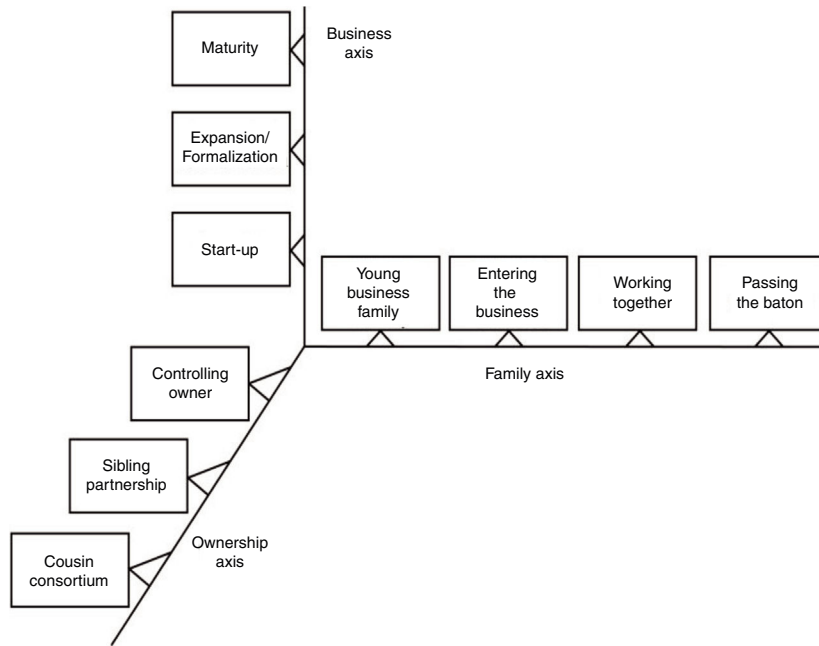 Maturity
Business
axis
Expansion/
Formalization
Start-up
Young
business
family
Entering
the
business
Working
together
Passing
the baton
Controlling
owner
Family axis
Sibling
partnership
Ownership
axis
Cousin
consortium